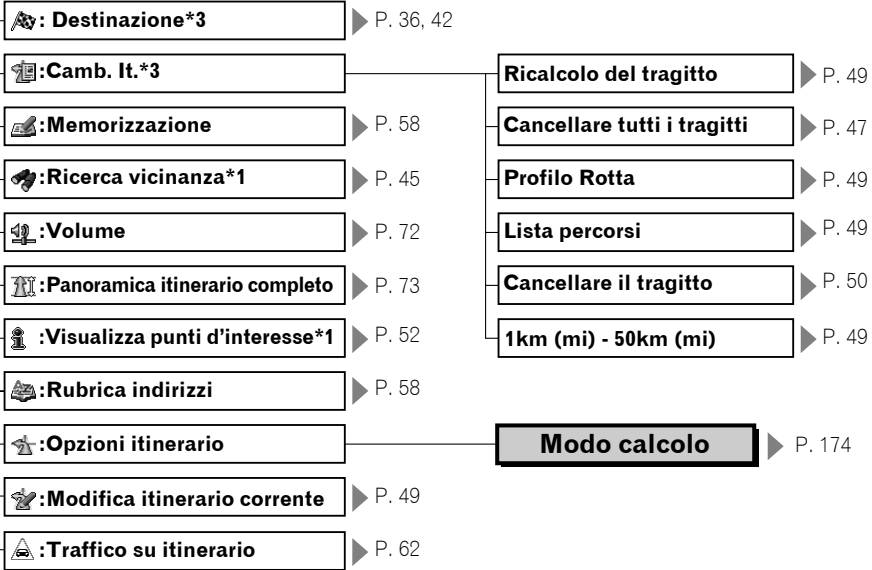 : Destinazione*3 P. 36, 42
:Camb. It.*3
Ricalcolo del tragitto P. 49
:Memorizzazione P. 58
Cancellare tutti i tragitti P. 47
:Ricerca vicinanza*1 P. 45
Profilo Rotta P. 49
:Volume P. 72
Lista percorsi P. 49
:Panoramica itinerario completo P. 73
Cancellare il tragitto P. 50
:Visualizza punti d'interesse*1 P. 52
1km (mi) - 50km (mi) P. 49
:Rubrica indirizzi P. 58
:Opzioni itinerario
Modo calcolo P. 174
:Modifica itinerario corrente P. 49
:Traffico su itinerario P. 62